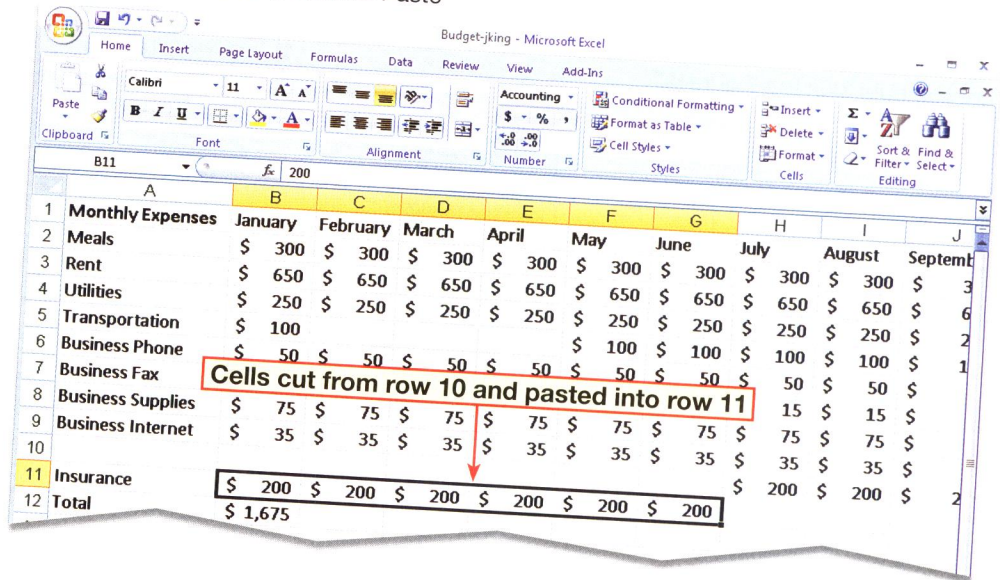 Budget-jking - Microsoft Excel
Home Insert Page Layout Formulas Data Review View Add-Ins
Calibri 11 A A Accounting Conditional Formatting Insert Σ
Paste B I U A $ % , Format as Table Delete Sort & Find &
Cell Styles Format Filter Select
Clipboard Font Alignment Number Styles Cells Editing
B11 fx 200
A B C D E F G H I J
1 Monthly Expenses January February March April May June July August Septemb
2 Meals $ 300 $ 300 $ 300 $ 300 $ 300 $ 300 $ 300 $ 300 $ 3
3 Rent $ 650 $ 650 $ 650 $ 650 $ 650 $ 650 $ 650 $ 650 $ 6
4 Utilities $ 250 $ 250 $ 250 $ 250 $ 250 $ 250 $ 250 $ 250 $ 2
5 Transportation $ 100 $ 100 $ 100 $ 100 $ 100 $ 1
6 Business Phone $ 50 $ 50 $ 50 $ 50 $ 50 $ 50 $ 50 $ 50 $
7 Business Fax $ 15 $ 15 $
Cells cut from row 10 and pasted into row 11
8 Business Supplies $ 75 $ 75 $ 75 $ 75 $ 75 $ 75 $ 75 $ 75 $
9 Business Internet $ 35 $ 35 $ 35 $ 35 $ 35 $ 35 $ 35 $ 35 $
10 $ 200 $ 200 $ 2
11 Insurance $ 200 $ 200 $ 200 $ 200 $ 200 $ 200
12 Total $ 1,675